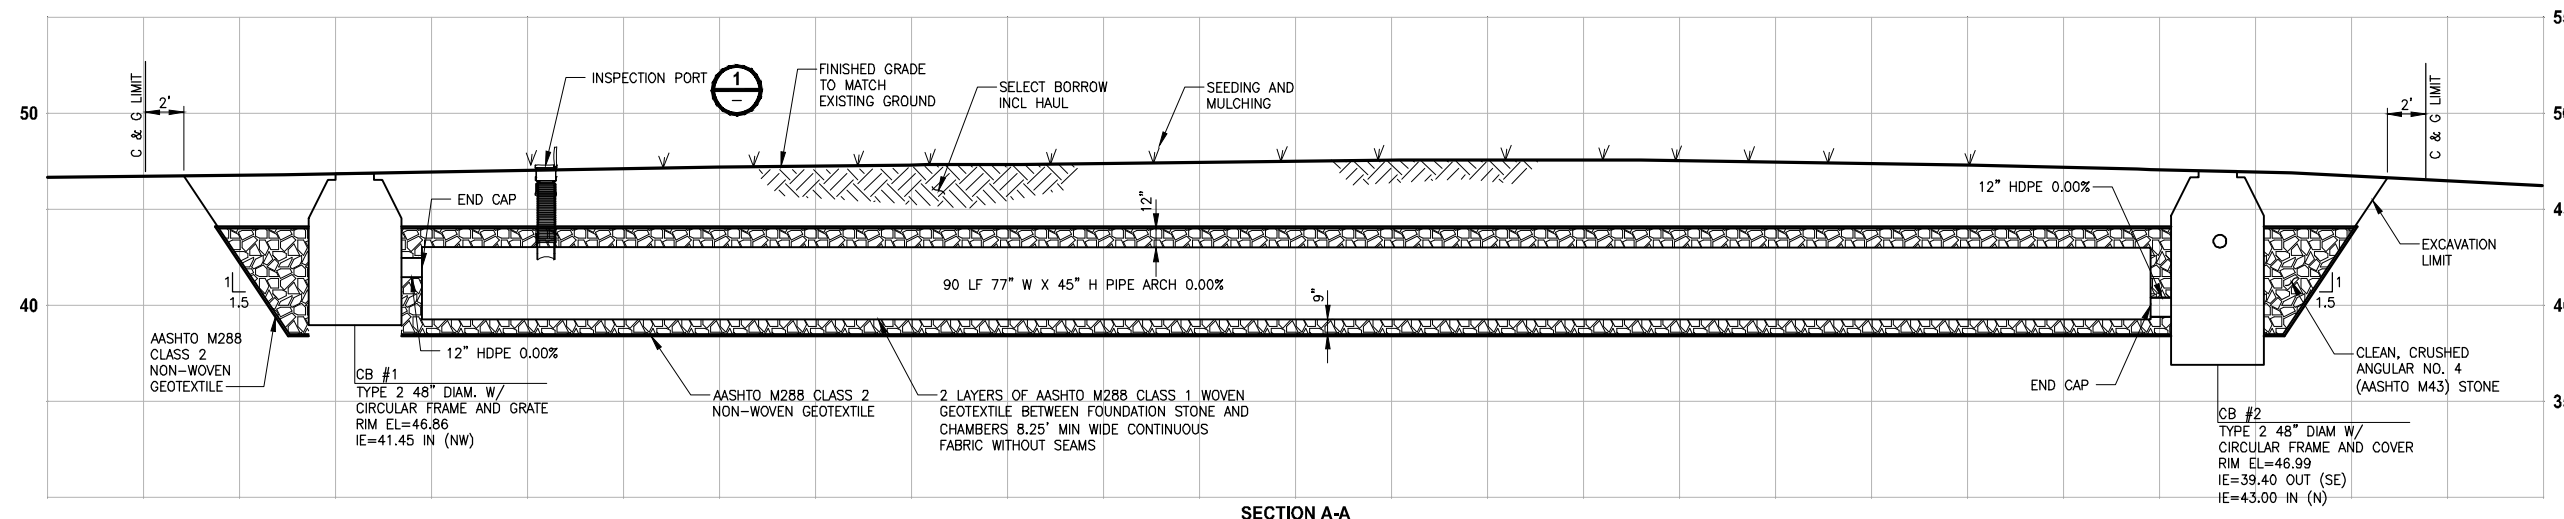 50
40
C & G LIMIT
2'
INSPECTION PORT
1
–
FINISHED GRADE
TO MATCH
EXISTING GROUND
SELECT BORROW
INCL HAUL
SEEDING AND
MULCHING
2'
C & G LIMIT
END CAP
12"
12" HDPE 0.00%
EXCAVATION
LIMIT
1
1.5
90 LF 77" W X 45" H PIPE ARCH 0.00%
9"
1
1.5
AASHTO M288
CLASS 2
NON-WOVEN
GEOTEXTILE
12" HDPE 0.00%
CB #1
TYPE 2 48" DIAM. W/
CIRCULAR FRAME AND GRATE
RIM EL=46.86
IE=41.45 IN (NW)
AASHTO M288 CLASS 2
NON-WOVEN GEOTEXTILE
2 LAYERS OF AASHTO M288 CLASS 1 WOVEN
GEOTEXTILE BETWEEN FOUNDATION STONE AND
CHAMBERS 8.25' MIN WIDE CONTINUOUS
FABRIC WITHOUT SEAMS
END CAP
CLEAN, CRUSHED
ANGULAR NO. 4
(AASHTO M43) STONE
CB #2
TYPE 2 48" DIAM W/
CIRCULAR FRAME AND COVER
RIM EL=46.99
IE=39.40 OUT (SE)
IE=43.00 IN (N)
SECTION A-A